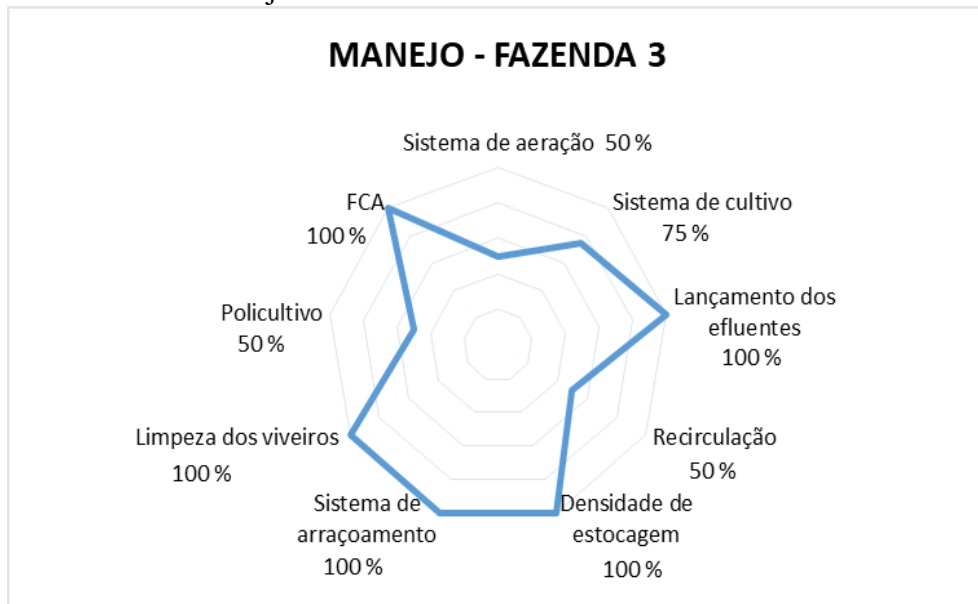 MANEJO - FAZENDA 3
Sistema de aeração 50 %
Sistema de cultivo
75 %
Lançamento dos
efluentes
100 %
Recirculação
50 %
Densidade de
estocagem
100 %
Sistema de
arraçoamento
100 %
Limpeza dos viveiros
100 %
Policultivo
50 %
FCA
100 %